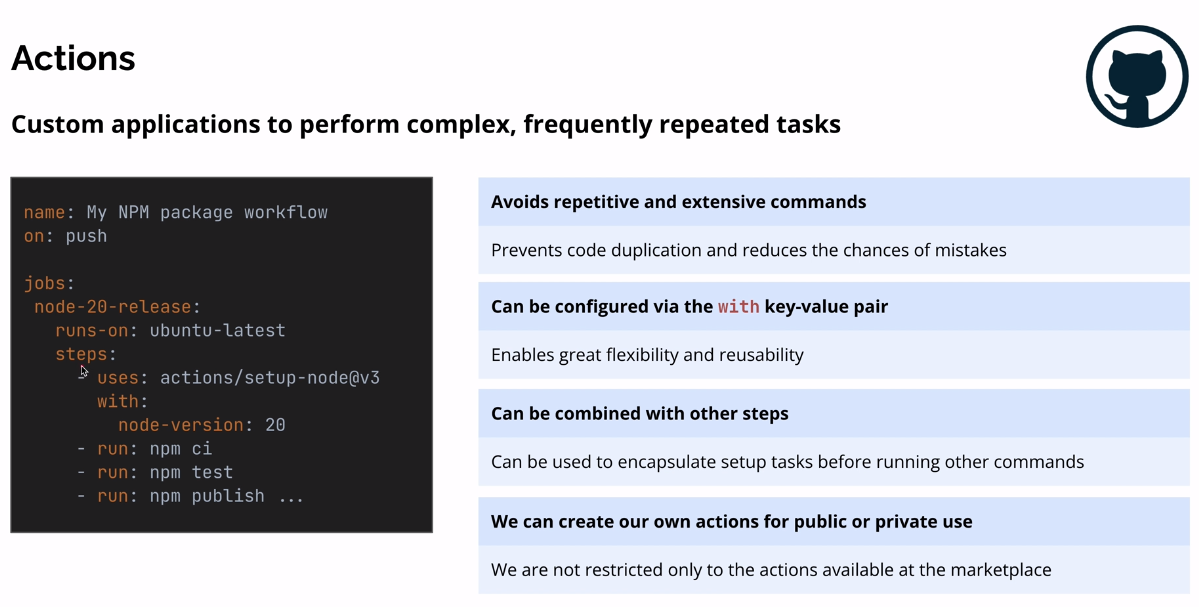 Actions
Custom applications to perform complex, frequently repeated tasks
name: My NPM package workflow
on: push
jobs:
node-20-release:
runs-on: ubuntu-latest
steps:
- uses: actions/setup-node@v3
with:
node-version: 20
- run: npm ci
- run: npm test
- run: npm publish ...
Avoids repetitive and extensive commands
Prevents code duplication and reduces the chances of mistakes
Can be configured via the with key-value pair
Enables great flexibility and reusability
Can be combined with other steps
Can be used to encapsulate setup tasks before running other commands
We can create our own actions for public or private use
We are not restricted only to the actions available at the marketplace